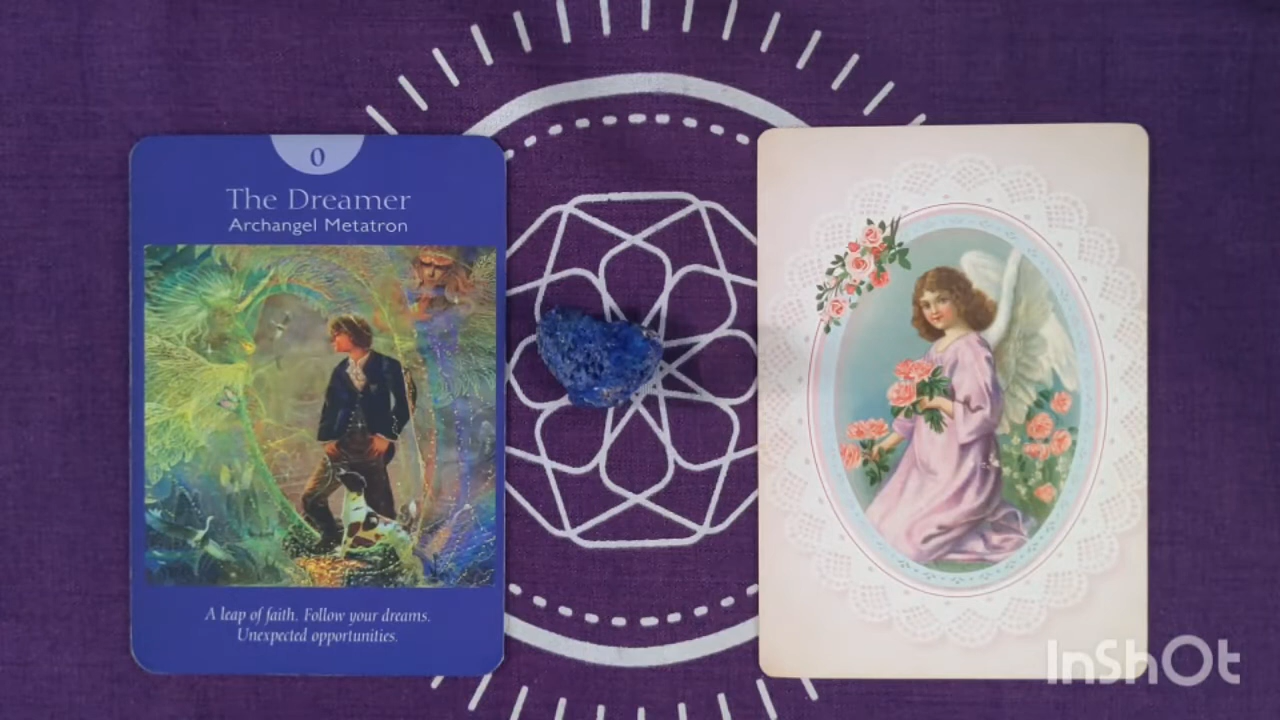 0
The Dreamer
Archangel Metatron
A leap of faith. Follow your dreams.
Unexpected opportunities.
InShOt